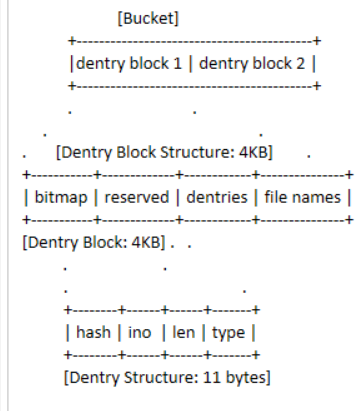 [Bucket]
+-----------------------------------------+
|dentry block 1 | dentry block 2 |
+-----------------------------------------+
. .
. .
. [Dentry Block Structure: 4KB] .
+-----------+-------------+------------+---------------+
| bitmap | reserved | dentries | file names |
+-----------+-------------+------------+---------------+
[Dentry Block: 4KB] . .
. .
. .
+--------+------+------+-------+
| hash | ino | len | type |
+--------+------+------+-------+
[Dentry Structure: 11 bytes]